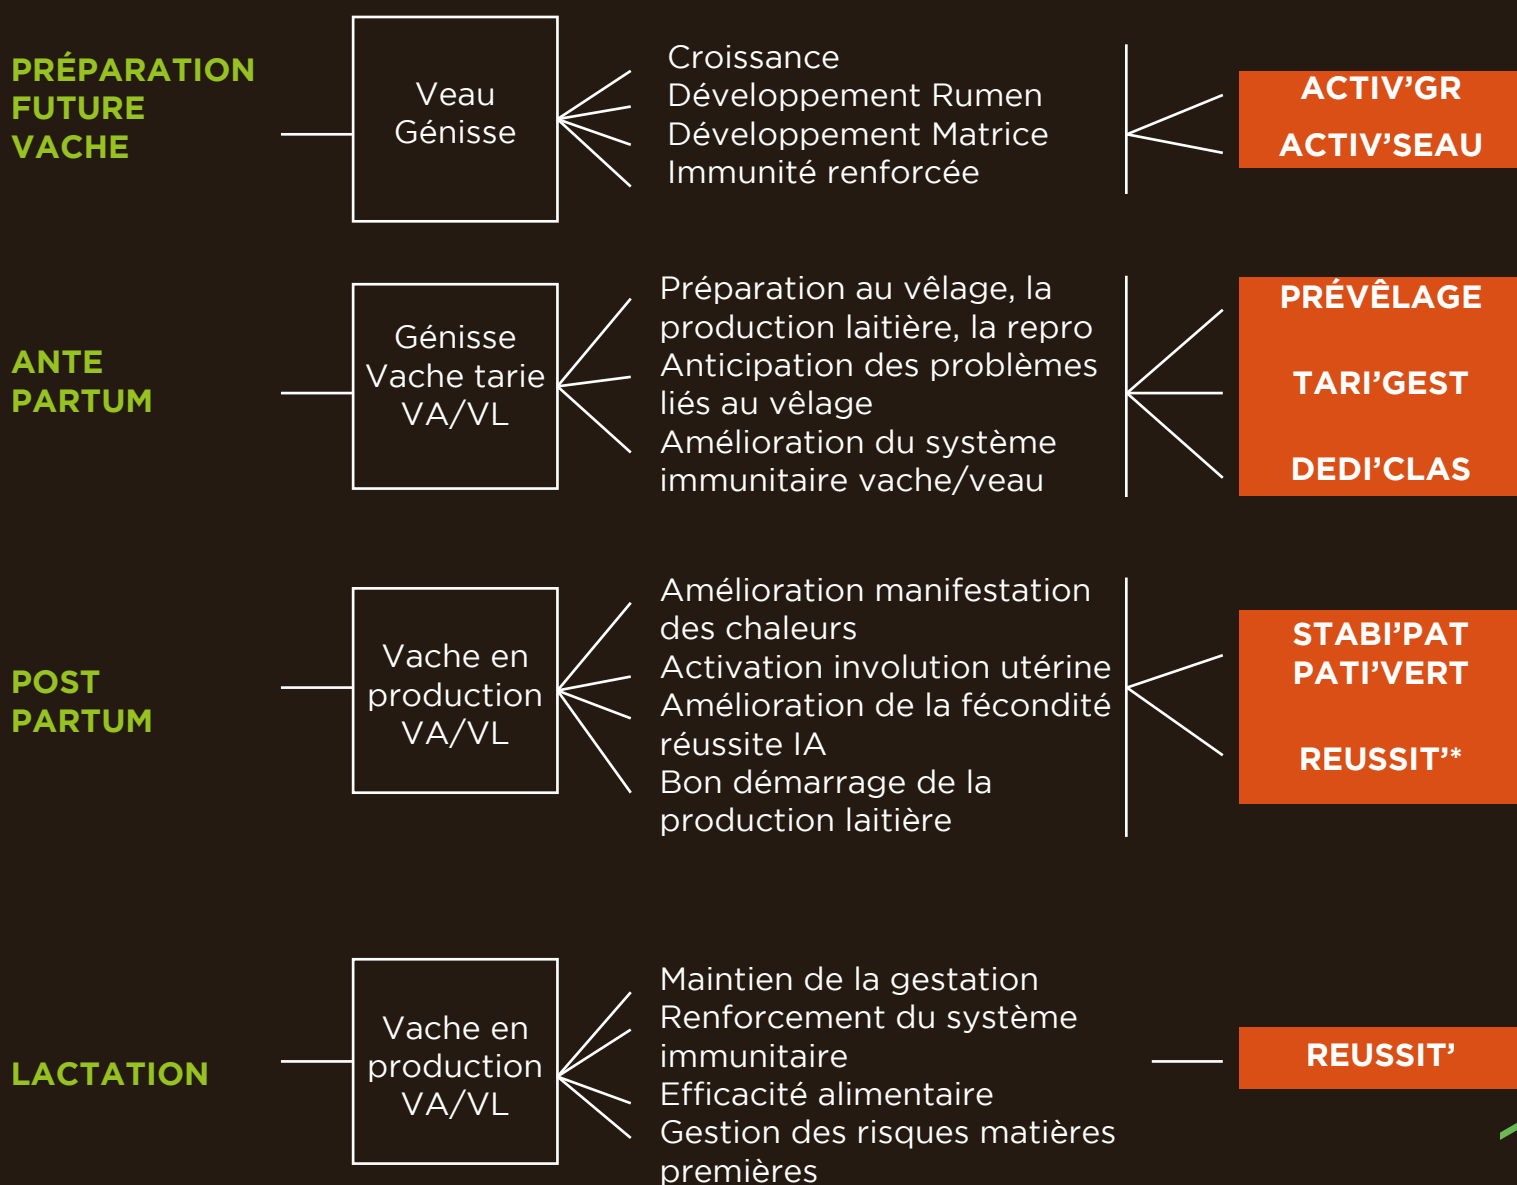 PRÉPARATION
FUTURE
VACHE
Veau
Génisse
Croissance
Développement Rumen
Développement Matrice
Immunité renforcée
ACTIV'GR
ACTIV'SEAU
ANTE
PARTUM
Génisse
Vache tarie
VA/VL
Préparation au vêlage, la
production laitière, la repro
Anticipation des problèmes
liés au vêlage
Amélioration du système
immunitaire vache/veau
PRÉVÊLAGE
TARI'GEST
DEDI'CLAS
POST
PARTUM
Vache en
production
VA/VL
Amélioration manifestation
des chaleurs
Activation involution utérine
Amélioration de la fécondité
réussite IA
Bon démarrage de la
production laitière
STABI'PAT
PATI'VERT
REUSSIT'*
LACTATION
Vache en
production
VA/VL
Maintien de la gestation
Renforcement du système
immunitaire
Efficacité alimentaire
Gestion des risques matières
premières
REUSSIT'